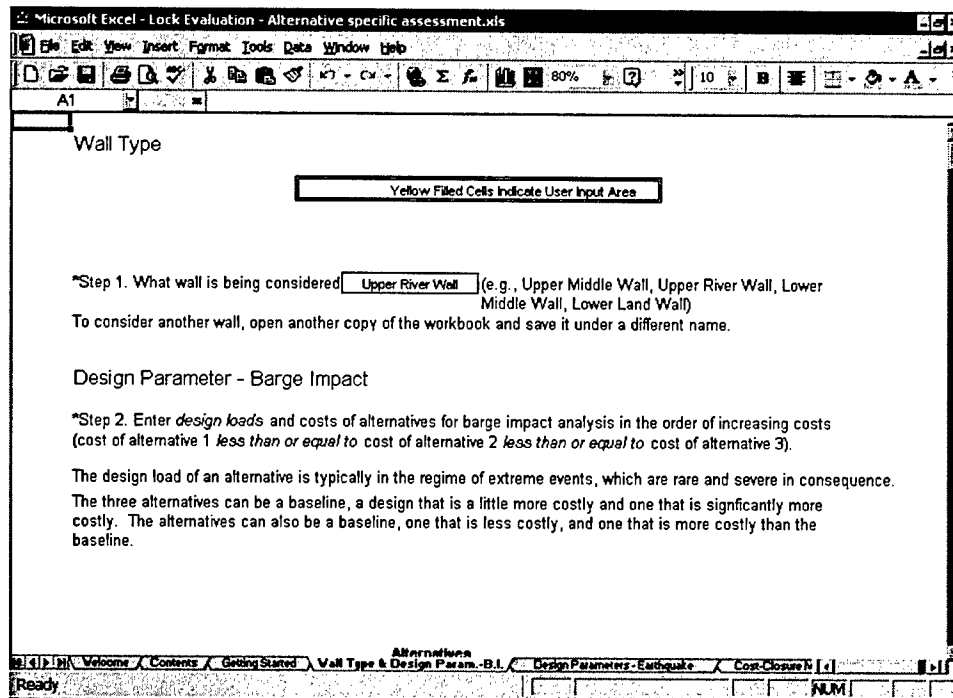 Microsoft Excel - Lock Evaluation - Alternative specific assessment.xls
File Edit View Insert Format Tools Data Window Help
80% 10 B A
A1 =
Wall Type
Yellow Filled Cells Indicate User Input Area
*Step 1. What wall is being considered Upper River Wall (e.g., Upper Middle Wall, Upper River Wall, Lower
Middle Wall, Lower Land Wall)
To consider another wall, open another copy of the workbook and save it under a different name.
Design Parameter - Barge Impact
*Step 2. Enter design loads and costs of alternatives for barge impact analysis in the order of increasing costs
(cost of alternative 1 less than or equal to cost of alternative 2 less than or equal to cost of alternative 3).
The design load of an alternative is typically in the regime of extreme events, which are rare and severe in consequence.
The three alternatives can be a baseline, a design that is a little more costly and one that is signficantly more
costly. The alternatives can also be a baseline, one that is less costly, and one that is more costly than the
baseline.
Alternatives
Welcome Contents Getting Started Wall Type & Design Param.-B.I. Design Parameters - Earthquake Cost-Closure
Ready NUM